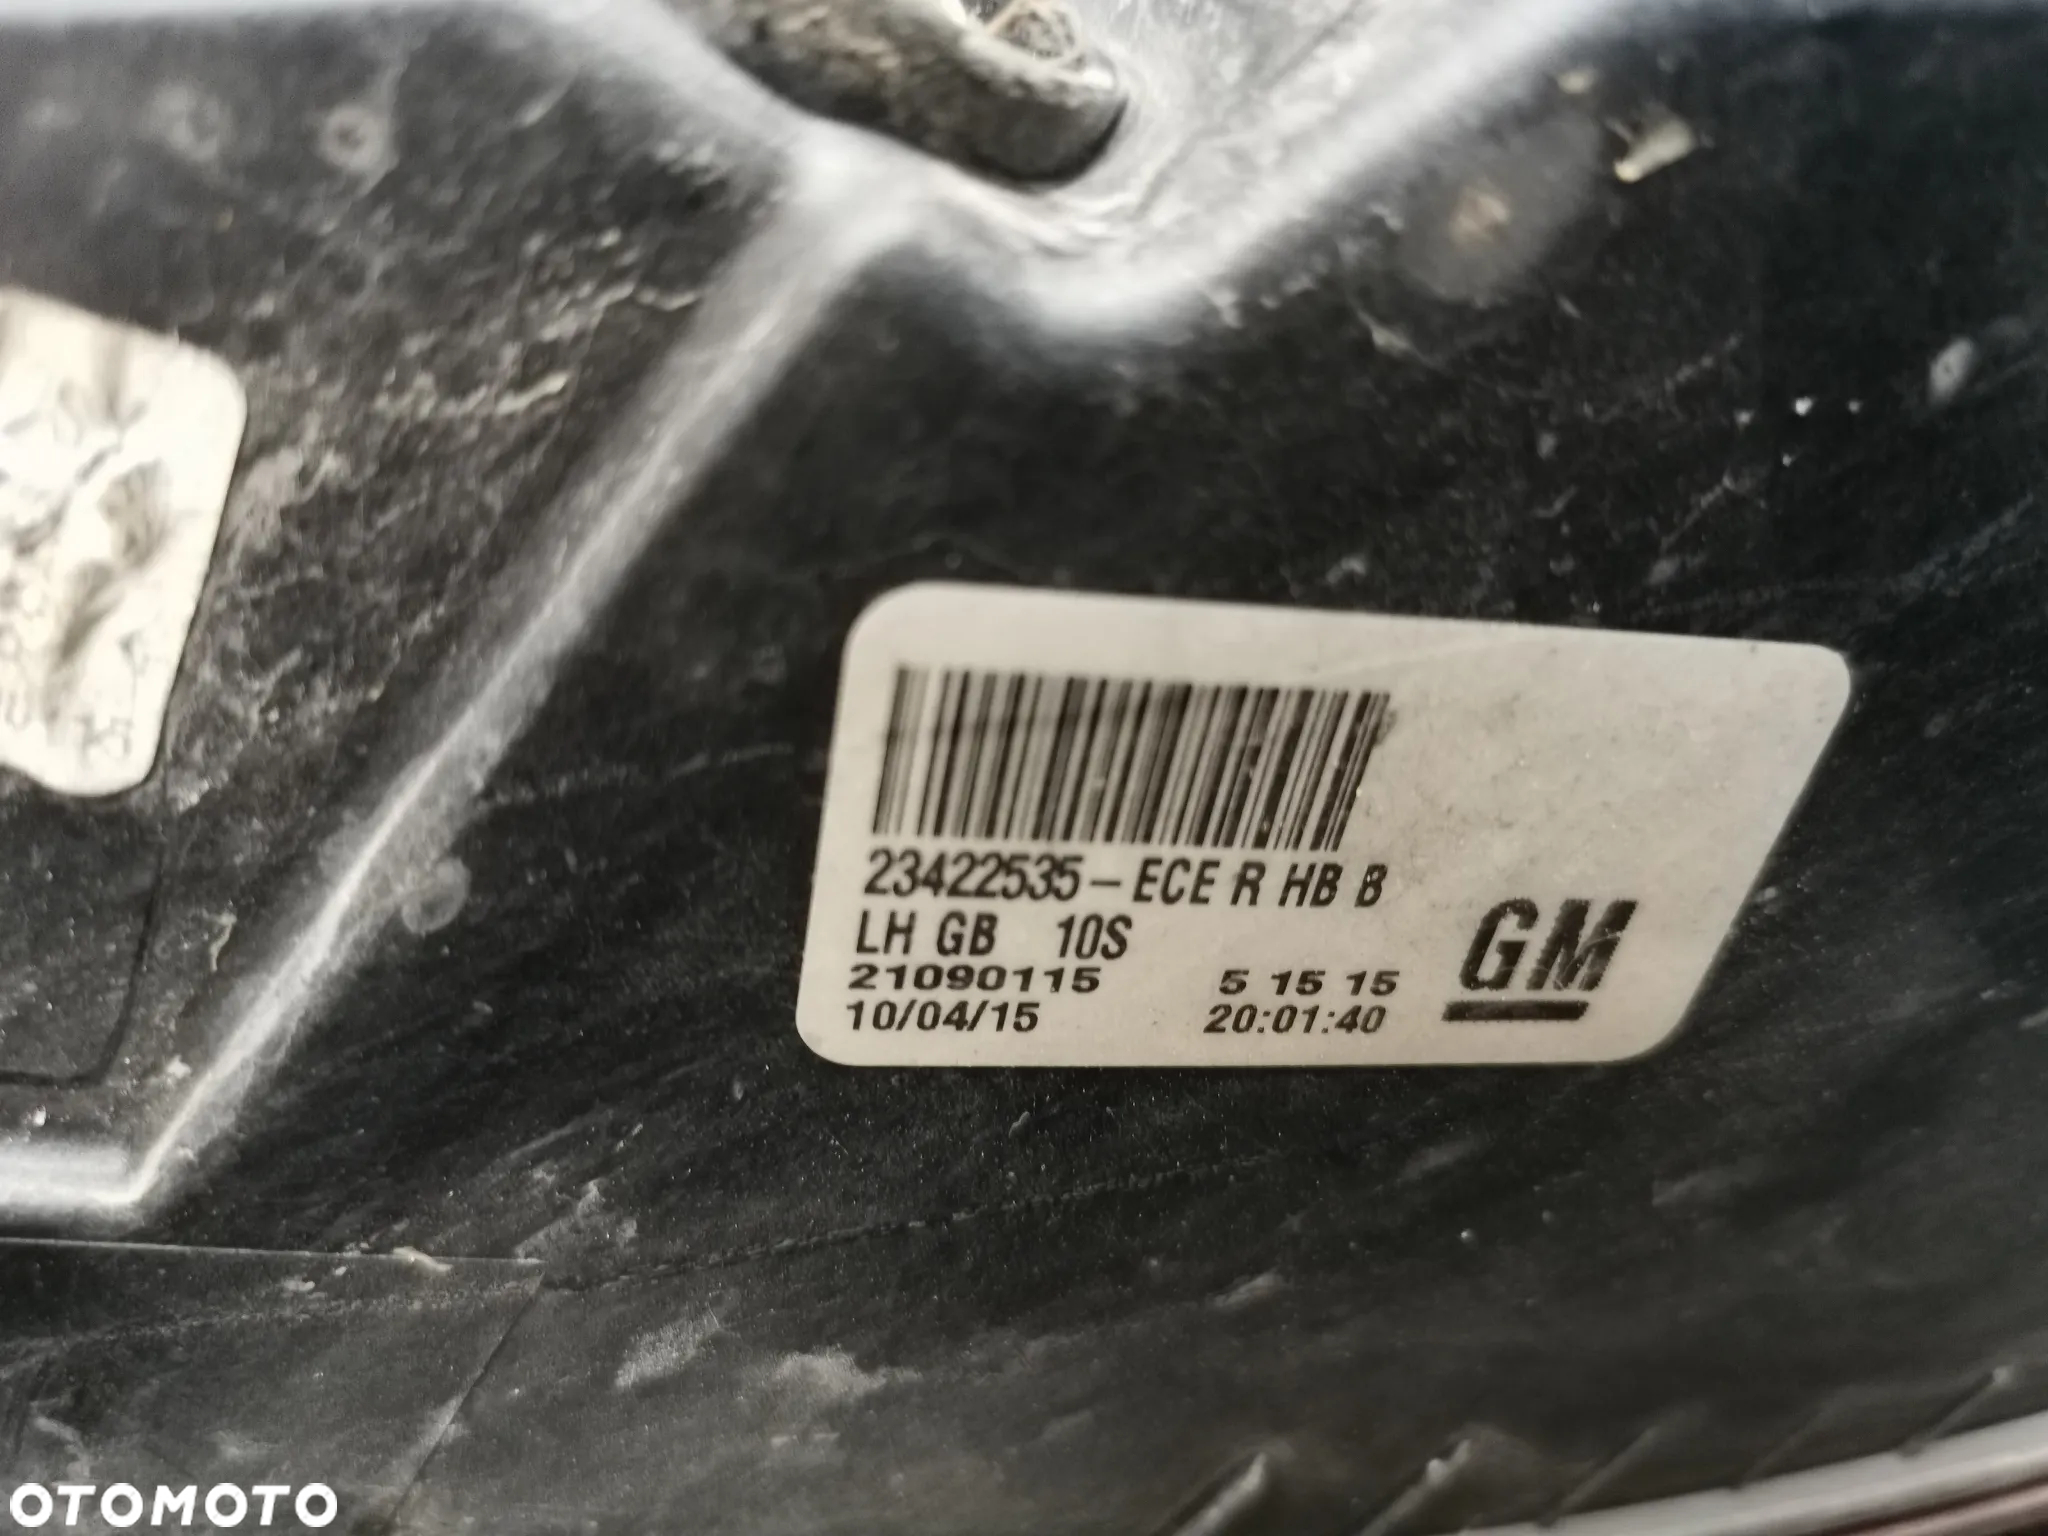 23422535-ECE R HB B
LH GB 10S
21090115 5 15 15
10/04/15 20:01:40
GM
OTOMOTO